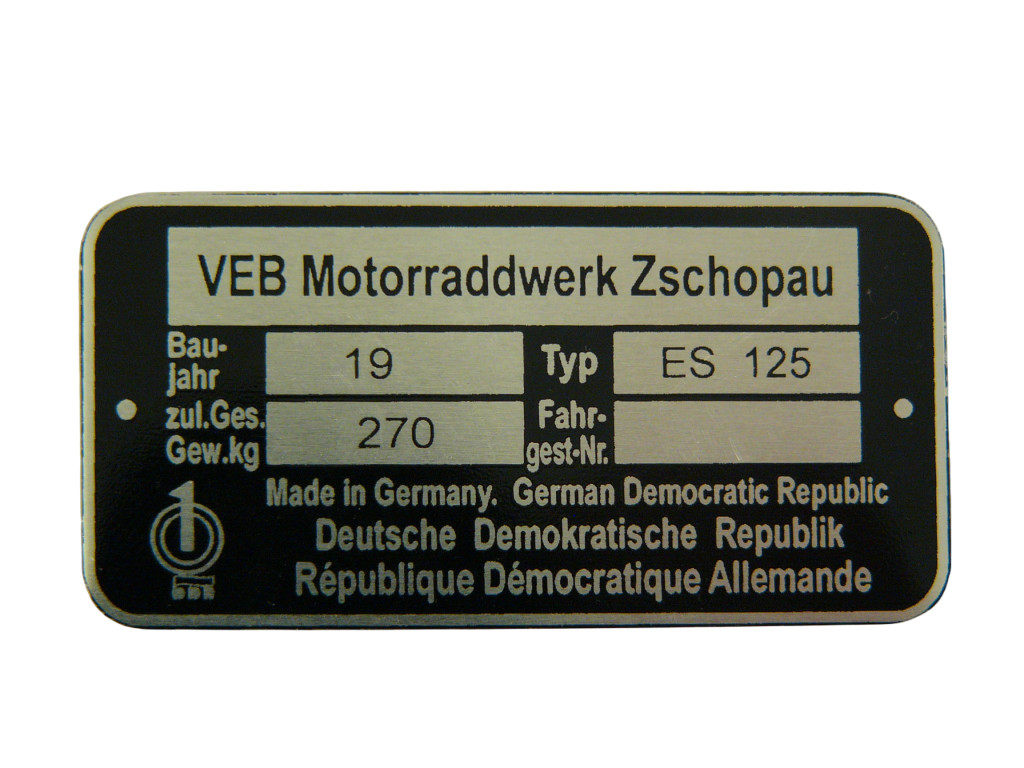 VEB Motorraddwerk Zschopau
Bau-
jahr
19
Typ
ES 125
zul.Ges.
Gew.kg
270
Fahr-
gest-Nr.
1
Made in Germany. German Democratic Republic
Deutsche Demokratische Republik
République Démocratique Allemande